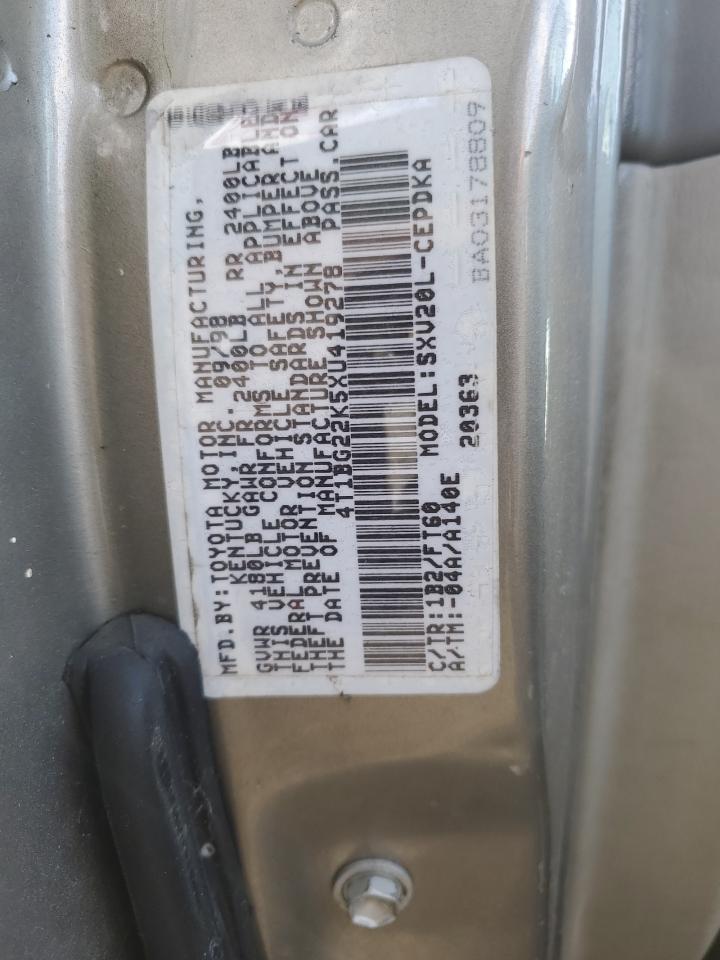 MFD. BY: TOYOTA MOTOR MANUFACTURING,
KENTUCKY, INC. 09/98
GVWR 4180LB GAWR FR 2400LB RR 2400LB
THIS VEHICLE CONFORMS TO ALL APPLICABLE
FEDERAL MOTOR VEHICLE SAFETY, BUMPER AND
THEFT PREVENTION STANDARDS IN EFFECT ON
THE DATE OF MANUFACTURE SHOWN ABOVE
4T1BG22K5XU419278 PASS. CAR
C/TR: 1B2/FT60 MODEL: SXV20L-CEPDKA
A/TM: -04A/A140E 20363
BA03178809